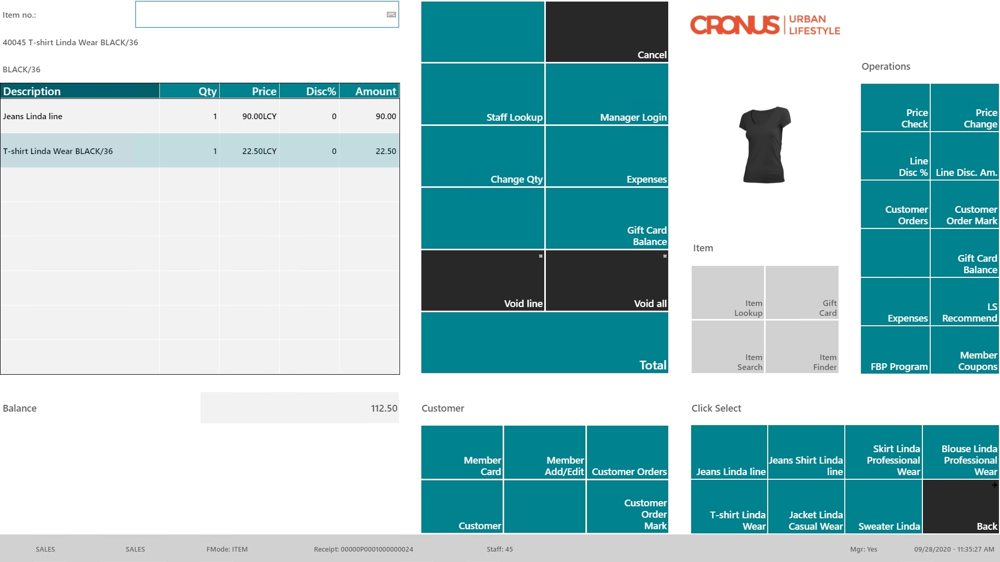 Item no.:
40045 T-shirt Linda Wear BLACK/36
BLACK/36
Description Qty Price Disc% Amount
Jeans Linda line 1 90.00LCY 0 90.00
T-shirt Linda Wear BLACK/36 1 22.50LCY 0 22.50
Balance 112.50
Cancel
Staff Lookup Manager Login
Change Qty Expenses
Gift Card
Balance
Void line Void all
Total
CRONUS URBAN
LIFESTYLE
Item
Item
Lookup
Gift
Card
Item
Search
Item
Finder
Operations
Price
Check
Price
Change
Line
Disc %
Line Disc. Am.
Customer
Orders
Customer
Order Mark
Gift Card
Balance
Expenses
LS
Recommend
FBP Program
Member
Coupons
Customer
Member
Card
Member
Add/Edit
Customer Orders
Customer
Customer
Order
Mark
Click Select
Jeans Linda line
Jeans Shirt Linda
line
Skirt Linda
Professional
Wear
Blouse Linda
Professional
Wear
T-shirt Linda
Wear
Jacket Linda
Casual Wear
Sweater Linda
Back
SALES SALES FMode: ITEM Receipt: 00000P0001000000024 Staff: 45 Mgr: Yes 09/28/2020 - 11:35:27 AM